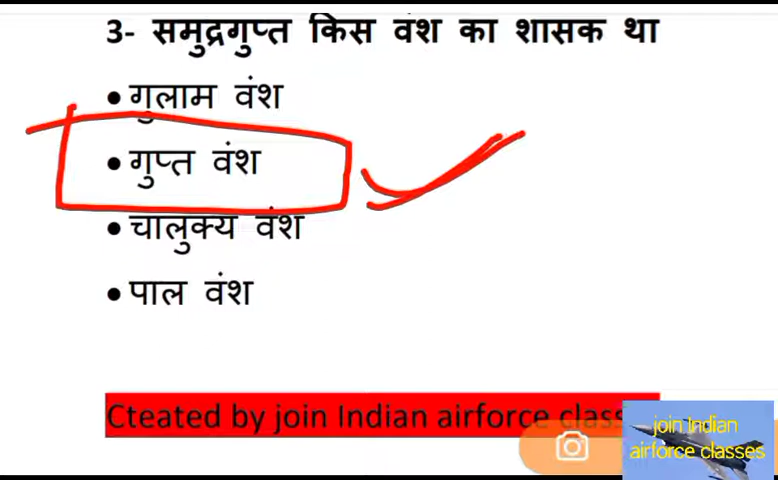 3- समुद्रगुप्त किस वंश का शासक था
• गुलाम वंश
• गुप्त वंश
• चालुक्य वंश
• पाल वंश
Cteated by join Indian airforce class
join Indian
airforce classes